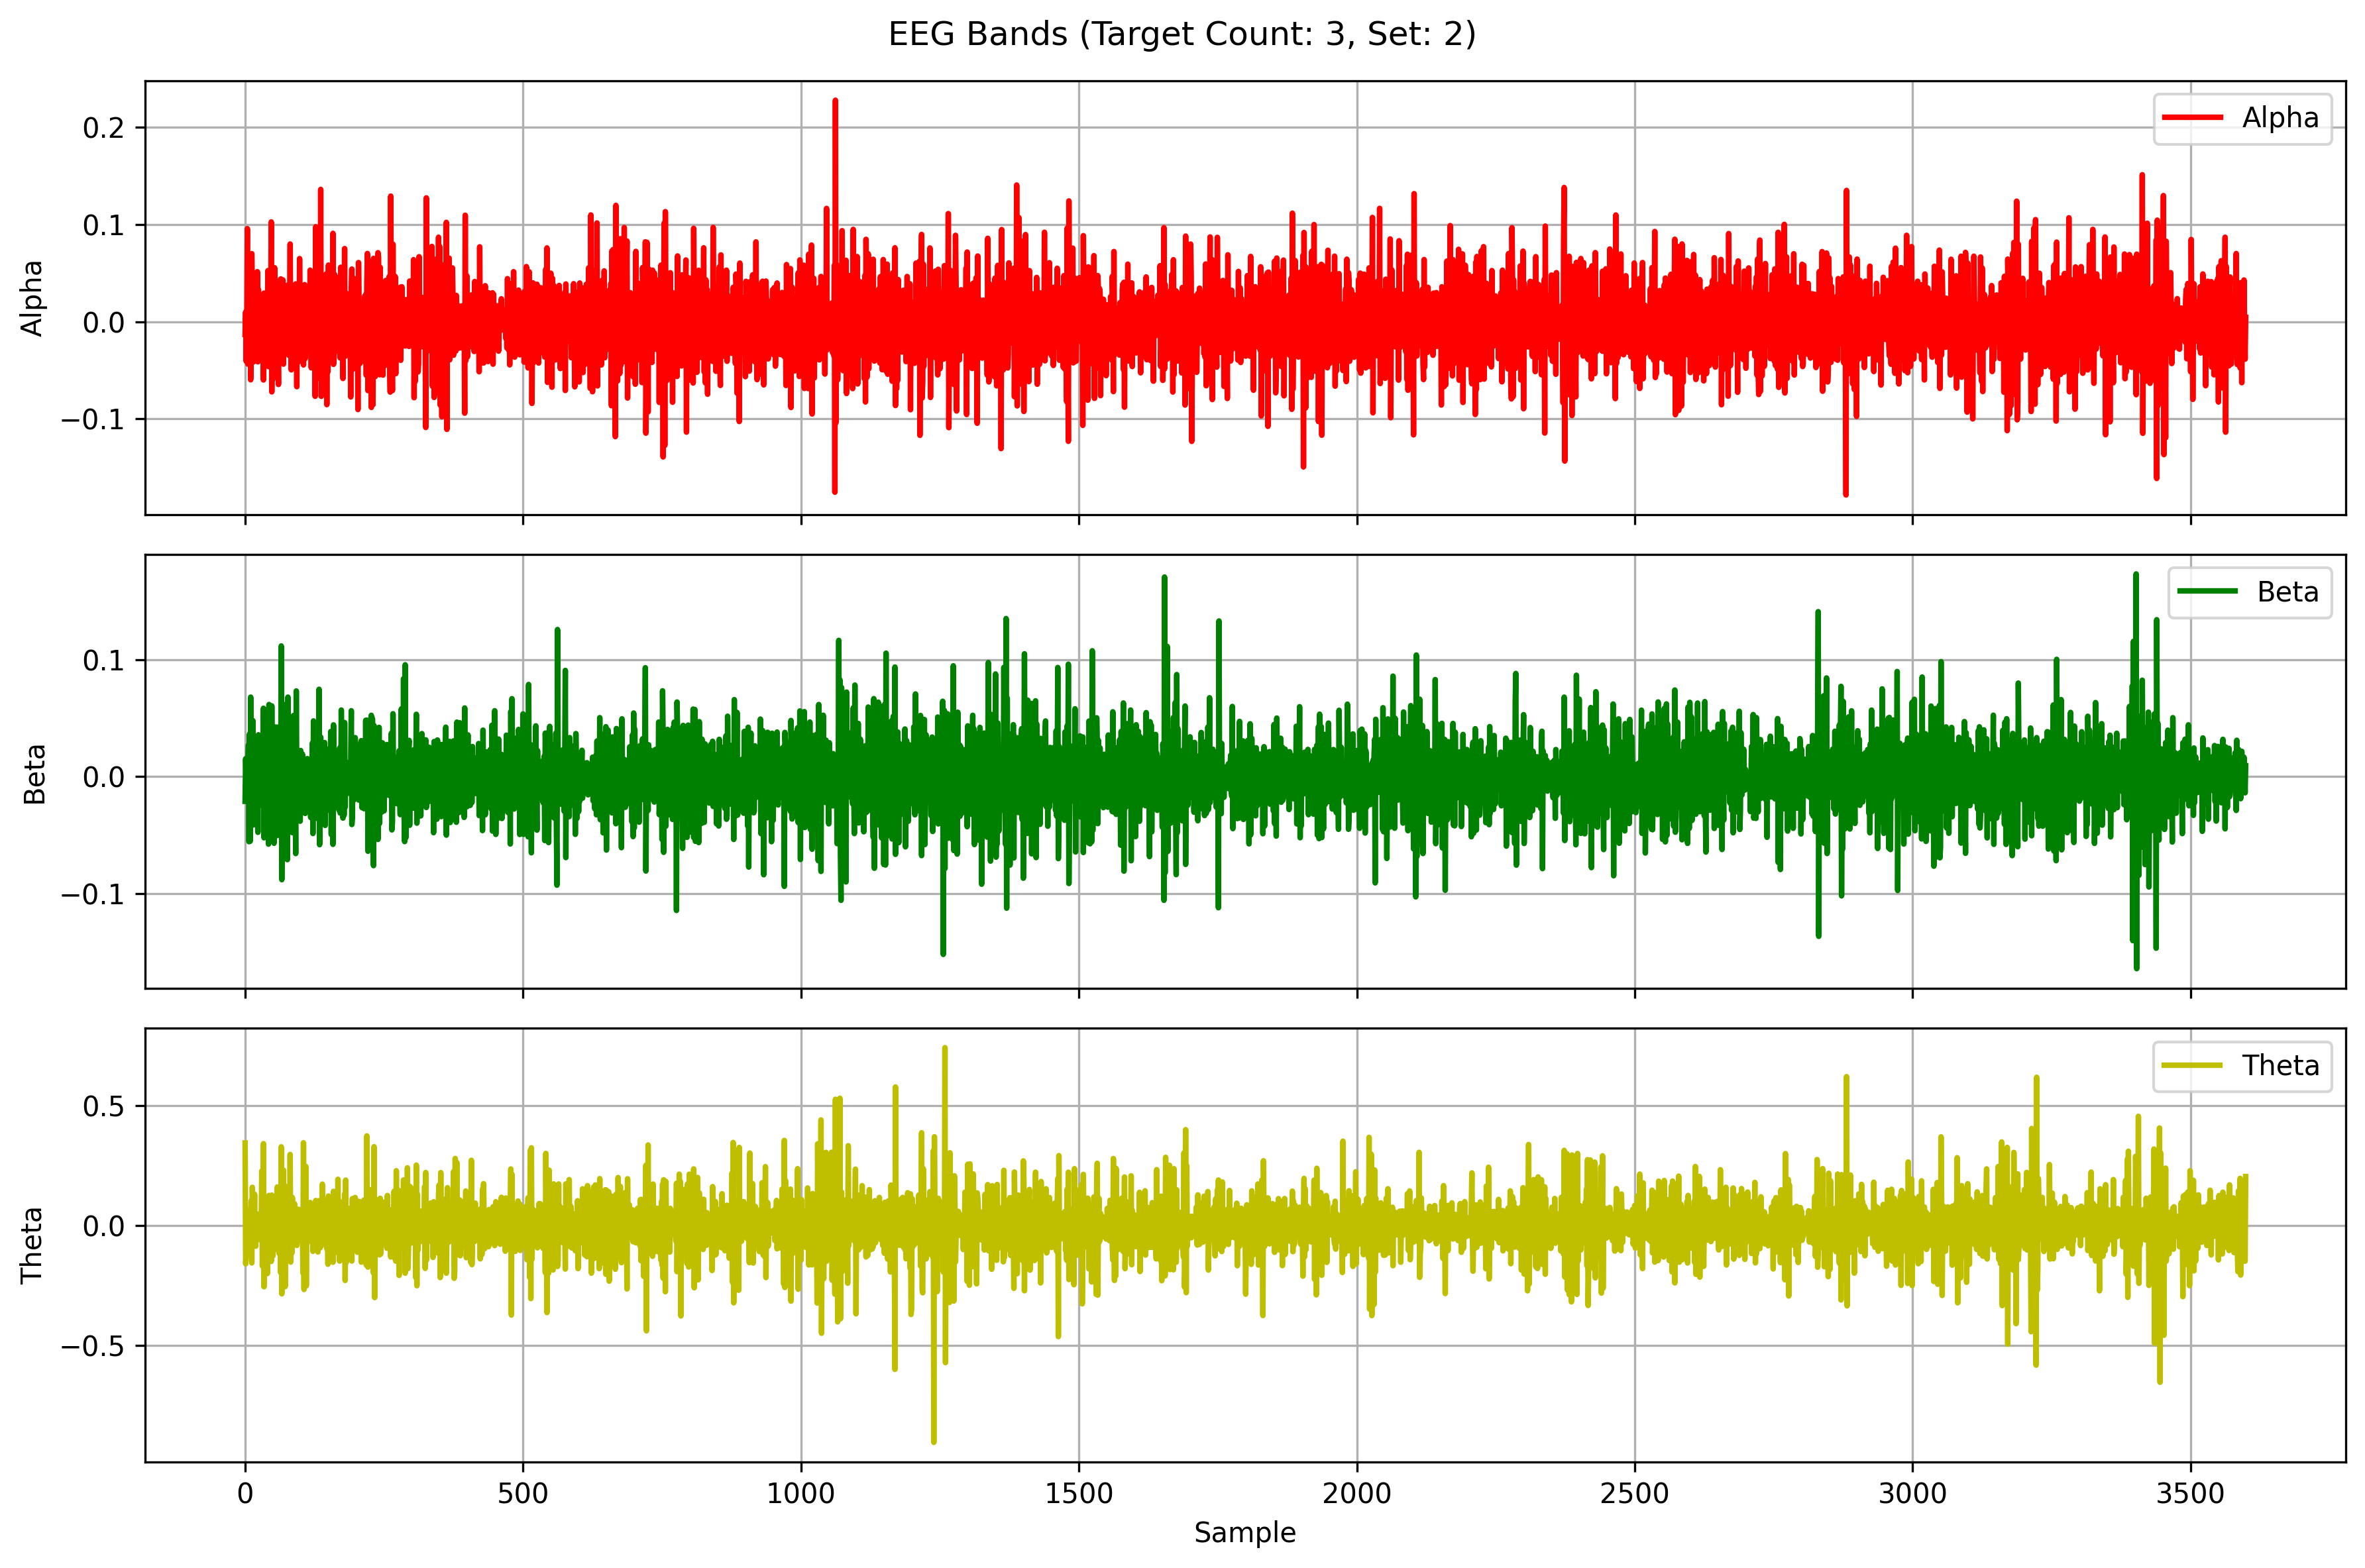 EEG Bands (Target Count: 3, Set: 2)
Alpha
0.2
0.1
0.0
−0.1
Alpha
Beta
0.1
0.0
−0.1
Beta
Theta
0.5
0.0
−0.5
Theta
0 500 1000 1500 2000 2500 3000 3500
Sample